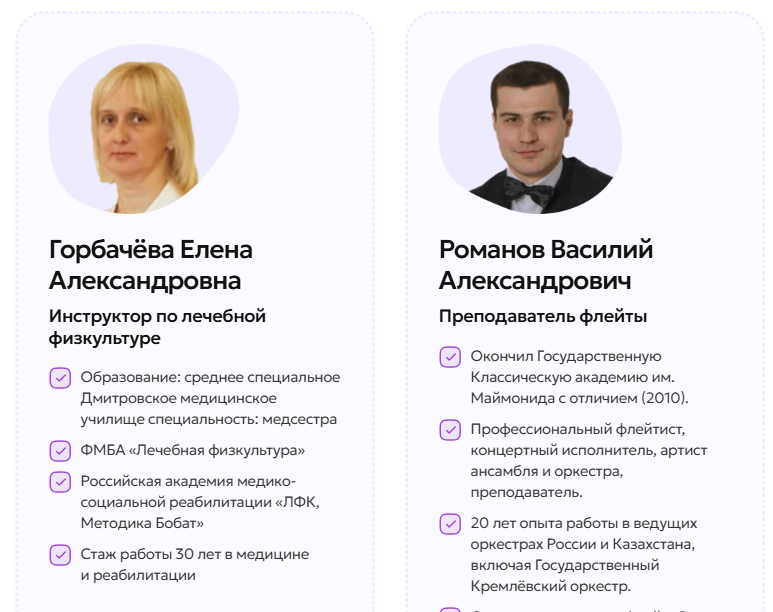 Горбачёва Елена
Александровна
Инструктор по лечебной
физкультуре
Образование: среднее специальное
Дмитровское медицинское
училище специальность: медсестра
ФМБА «Лечебная физкультура»
Российская академия медико-
социальной реабилитации «ЛФК,
Методика Бобат»
Стаж работы 30 лет в медицине
и реабилитации
Романов Василий
Александрович
Преподаватель флейты
Окончил Государственную
Классическую академию им.
Маймонида с отличием (2010).
Профессиональный флейтист,
концертный исполнитель, артист
ансамбля и оркестра,
преподаватель.
20 лет опыта работы в ведущих
оркестрах России и Казахстана,
включая Государственный
Кремлёвский оркестр.